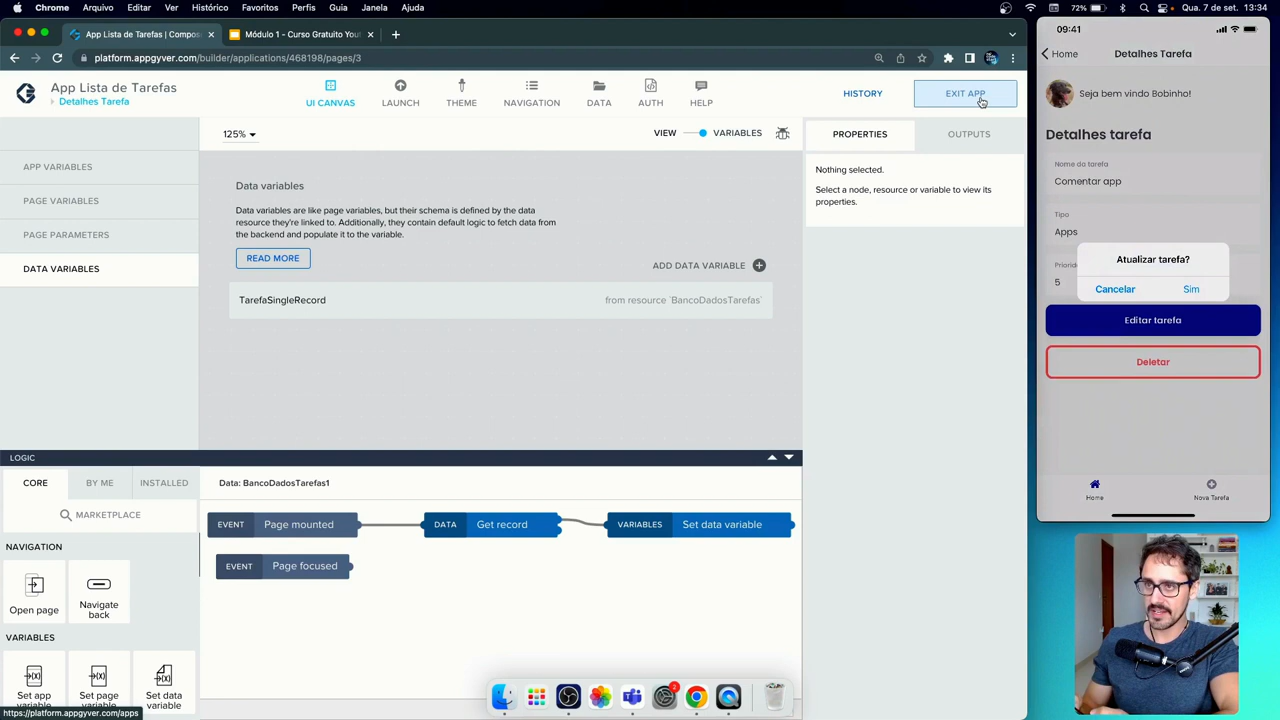 Chrome Arquivo Editar Ver Histórico Favoritos Perfis Guia Janela Ajuda
72% Qua. 7 de set. 13:34
App Lista de Tarefas | Compos
Módulo 1 - Curso Gratuito Yout
platform.appgyver.com/builder/applications/468198/pages/3
App Lista de Tarefas
Detalhes Tarefa
UI CANVAS
LAUNCH
THEME
NAVIGATION
DATA
AUTH
HELP
HISTORY
EXIT APP
125%
VIEW
VARIABLES
PROPERTIES
OUTPUTS
APP VARIABLES
PAGE VARIABLES
PAGE PARAMETERS
DATA VARIABLES
Data variables
Data variables are like page variables, but their schema is defined by the data
resource they're linked to. Additionally, they contain default logic to fetch data from
the backend and populate it to the variable.
READ MORE
ADD DATA VARIABLE
TarefaSingleRecord
from resource `BancoDadosTarefas`
Nothing selected.
Select a node, resource or variable to view its
properties.
LOGIC
CORE
BY ME
INSTALLED
MARKETPLACE
NAVIGATION
Open page
Navigate
back
VARIABLES
Set app
variable
Set page
variable
Set data
variable
https://platform.appgyver.com/apps
Data: BancoDadosTarefas1
EVENT Page mounted
DATA Get record
VARIABLES Set data variable
EVENT Page focused
2
09:41
Home
Detalhes Tarefa
Seja bem vindo Bobinho!
Detalhes tarefa
Nome da tarefa
Comentar app
Tipo
Apps
5
Atualizar tarefa?
Cancelar
Sim
Editar tarefa
Deletar
Home
Nova Tarefa